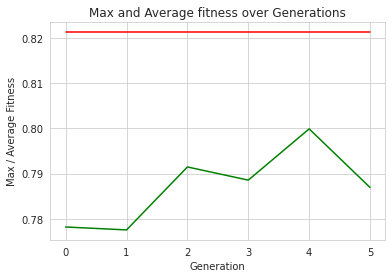 Max and Average fitness over Generations
0.82
0.81
0.80
0.79
0.78
Max / Average Fitness
0 1 2 3 4 5
Generation